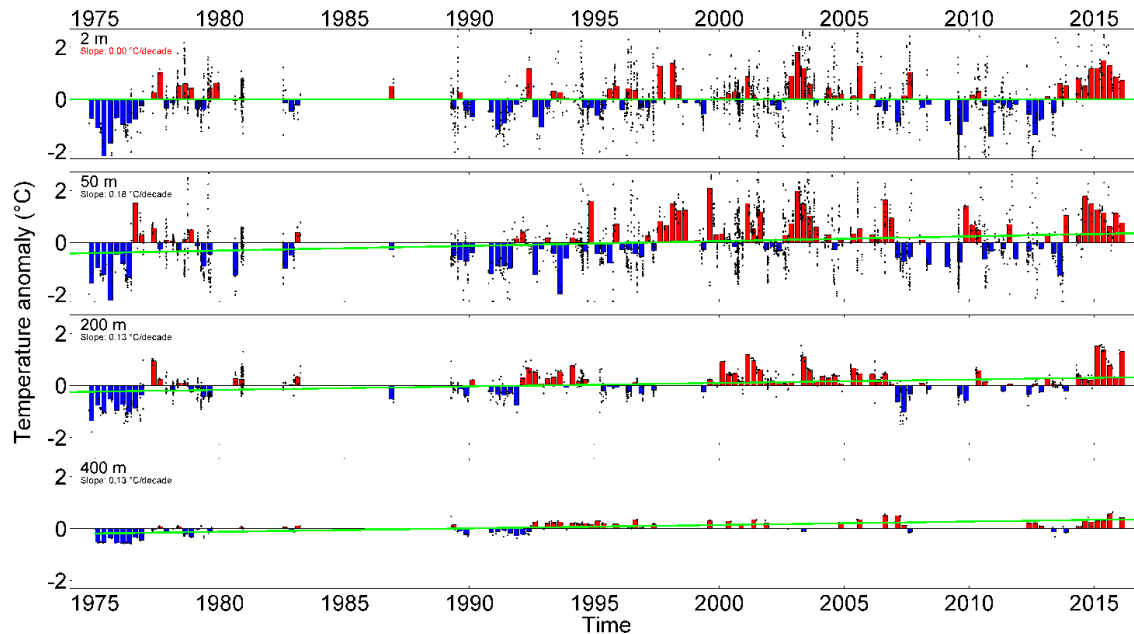 1975 1980 1985 1990 1995 2000 2005 2010 2015
2 m
Slope: 0.00 °C/decade
2
0
-2
50 m
Slope: 0.18 °C/decade
2
0
-2
200 m
Slope: 0.13 °C/decade
2
0
-2
400 m
Slope: 0.13 °C/decade
2
0
-2
Temperature anomaly (°C)
1975 1980 1985 1990 1995 2000 2005 2010 2015
Time